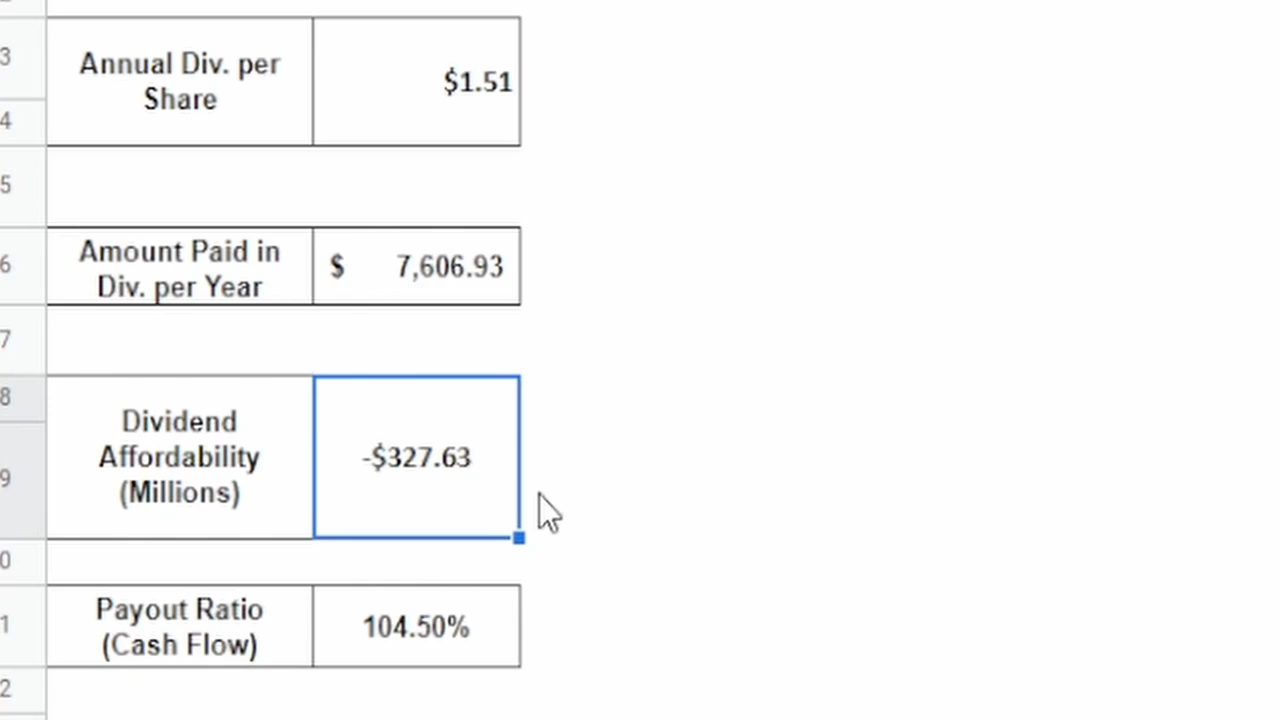 3
Annual Div. per
Share
$1.51
4
5
6
Amount Paid in
Div. per Year
$ 7,606.93
7
8
Dividend
Affordability
(Millions)
-$327.63
9
0
1
Payout Ratio
(Cash Flow)
104.50%
2